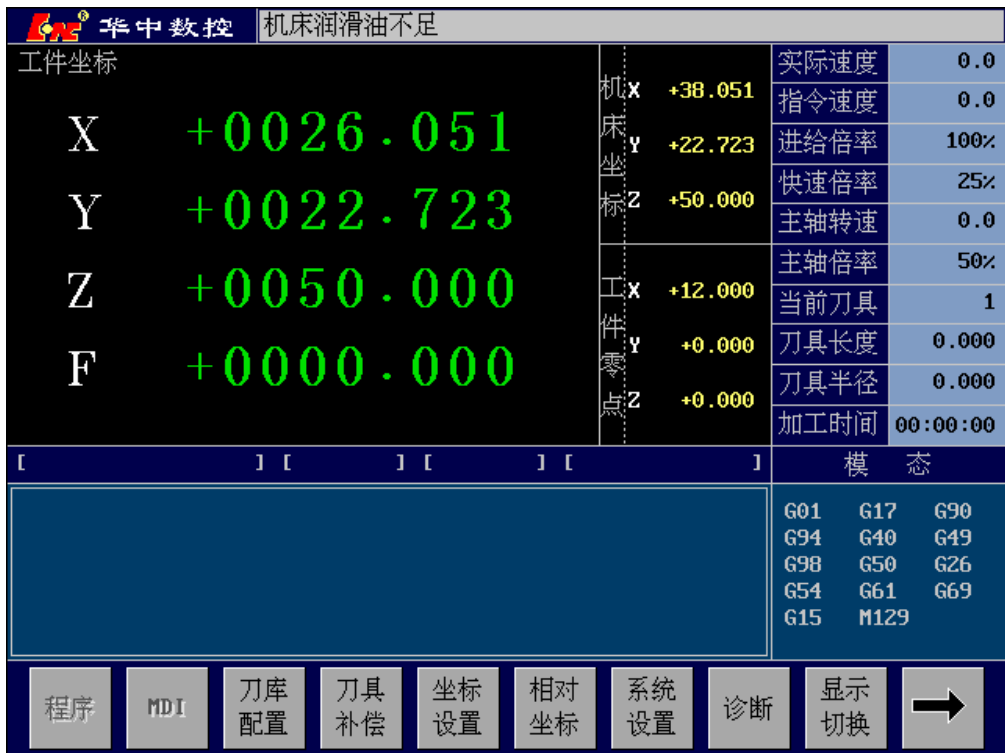 HNC® 华中数控 机床润滑油不足
工件坐标
X +0026.051
Y +0022.723
Z +0050.000
F +0000.000
机床坐标
X +38.051
Y +22.723
Z +50.000
工件零点
X +12.000
Y +0.000
Z +0.000
实际速度 0.0
指令速度 0.0
进给倍率 100%
快速倍率 25%
主轴转速 0.0
主轴倍率 50%
当前刀具 1
刀具长度 0.000
刀具半径 0.000
加工时间 00:00:00
[ ] [ ] [ ] [ ]
模 态
G01 G17 G90
G94 G40 G49
G98 G50 G26
G54 G61 G69
G15 M129
程序
MDI
刀库
配置
刀具
补偿
坐标
设置
相对
坐标
系统
设置
诊断
显示
切换